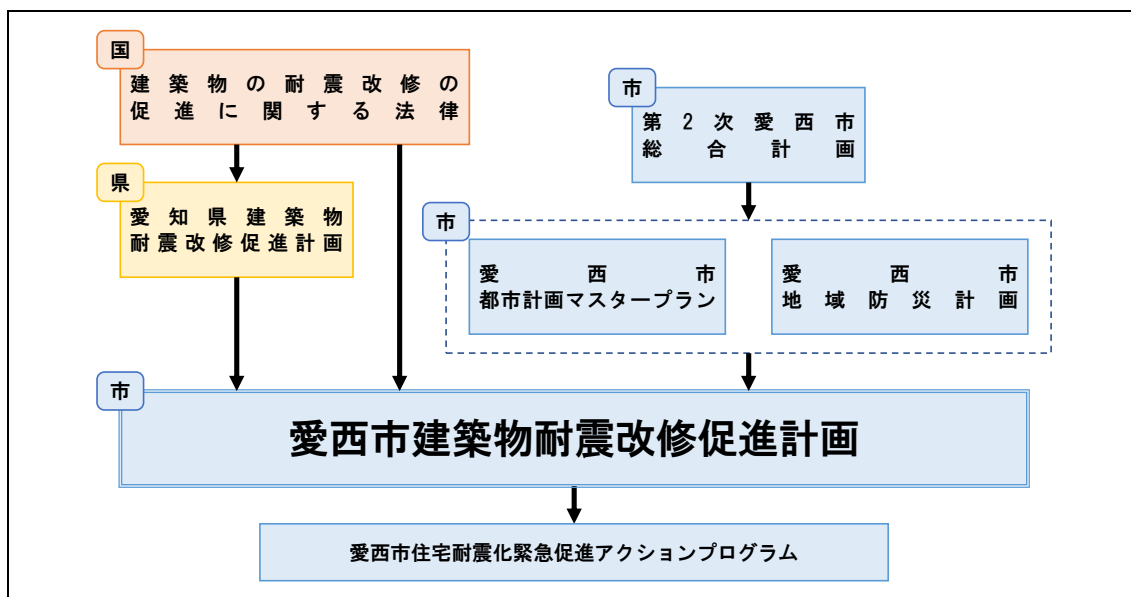 国
建築物の耐震改修の
促進に関する法律
県
愛知県建築物
耐震改修促進計画
市
第2次愛西市
総合計画
市
愛西市
都市計画マスタープラン
愛西市
地域防災計画
市
愛西市建築物耐震改修促進計画
愛西市住宅耐震化緊急促進アクションプログラム